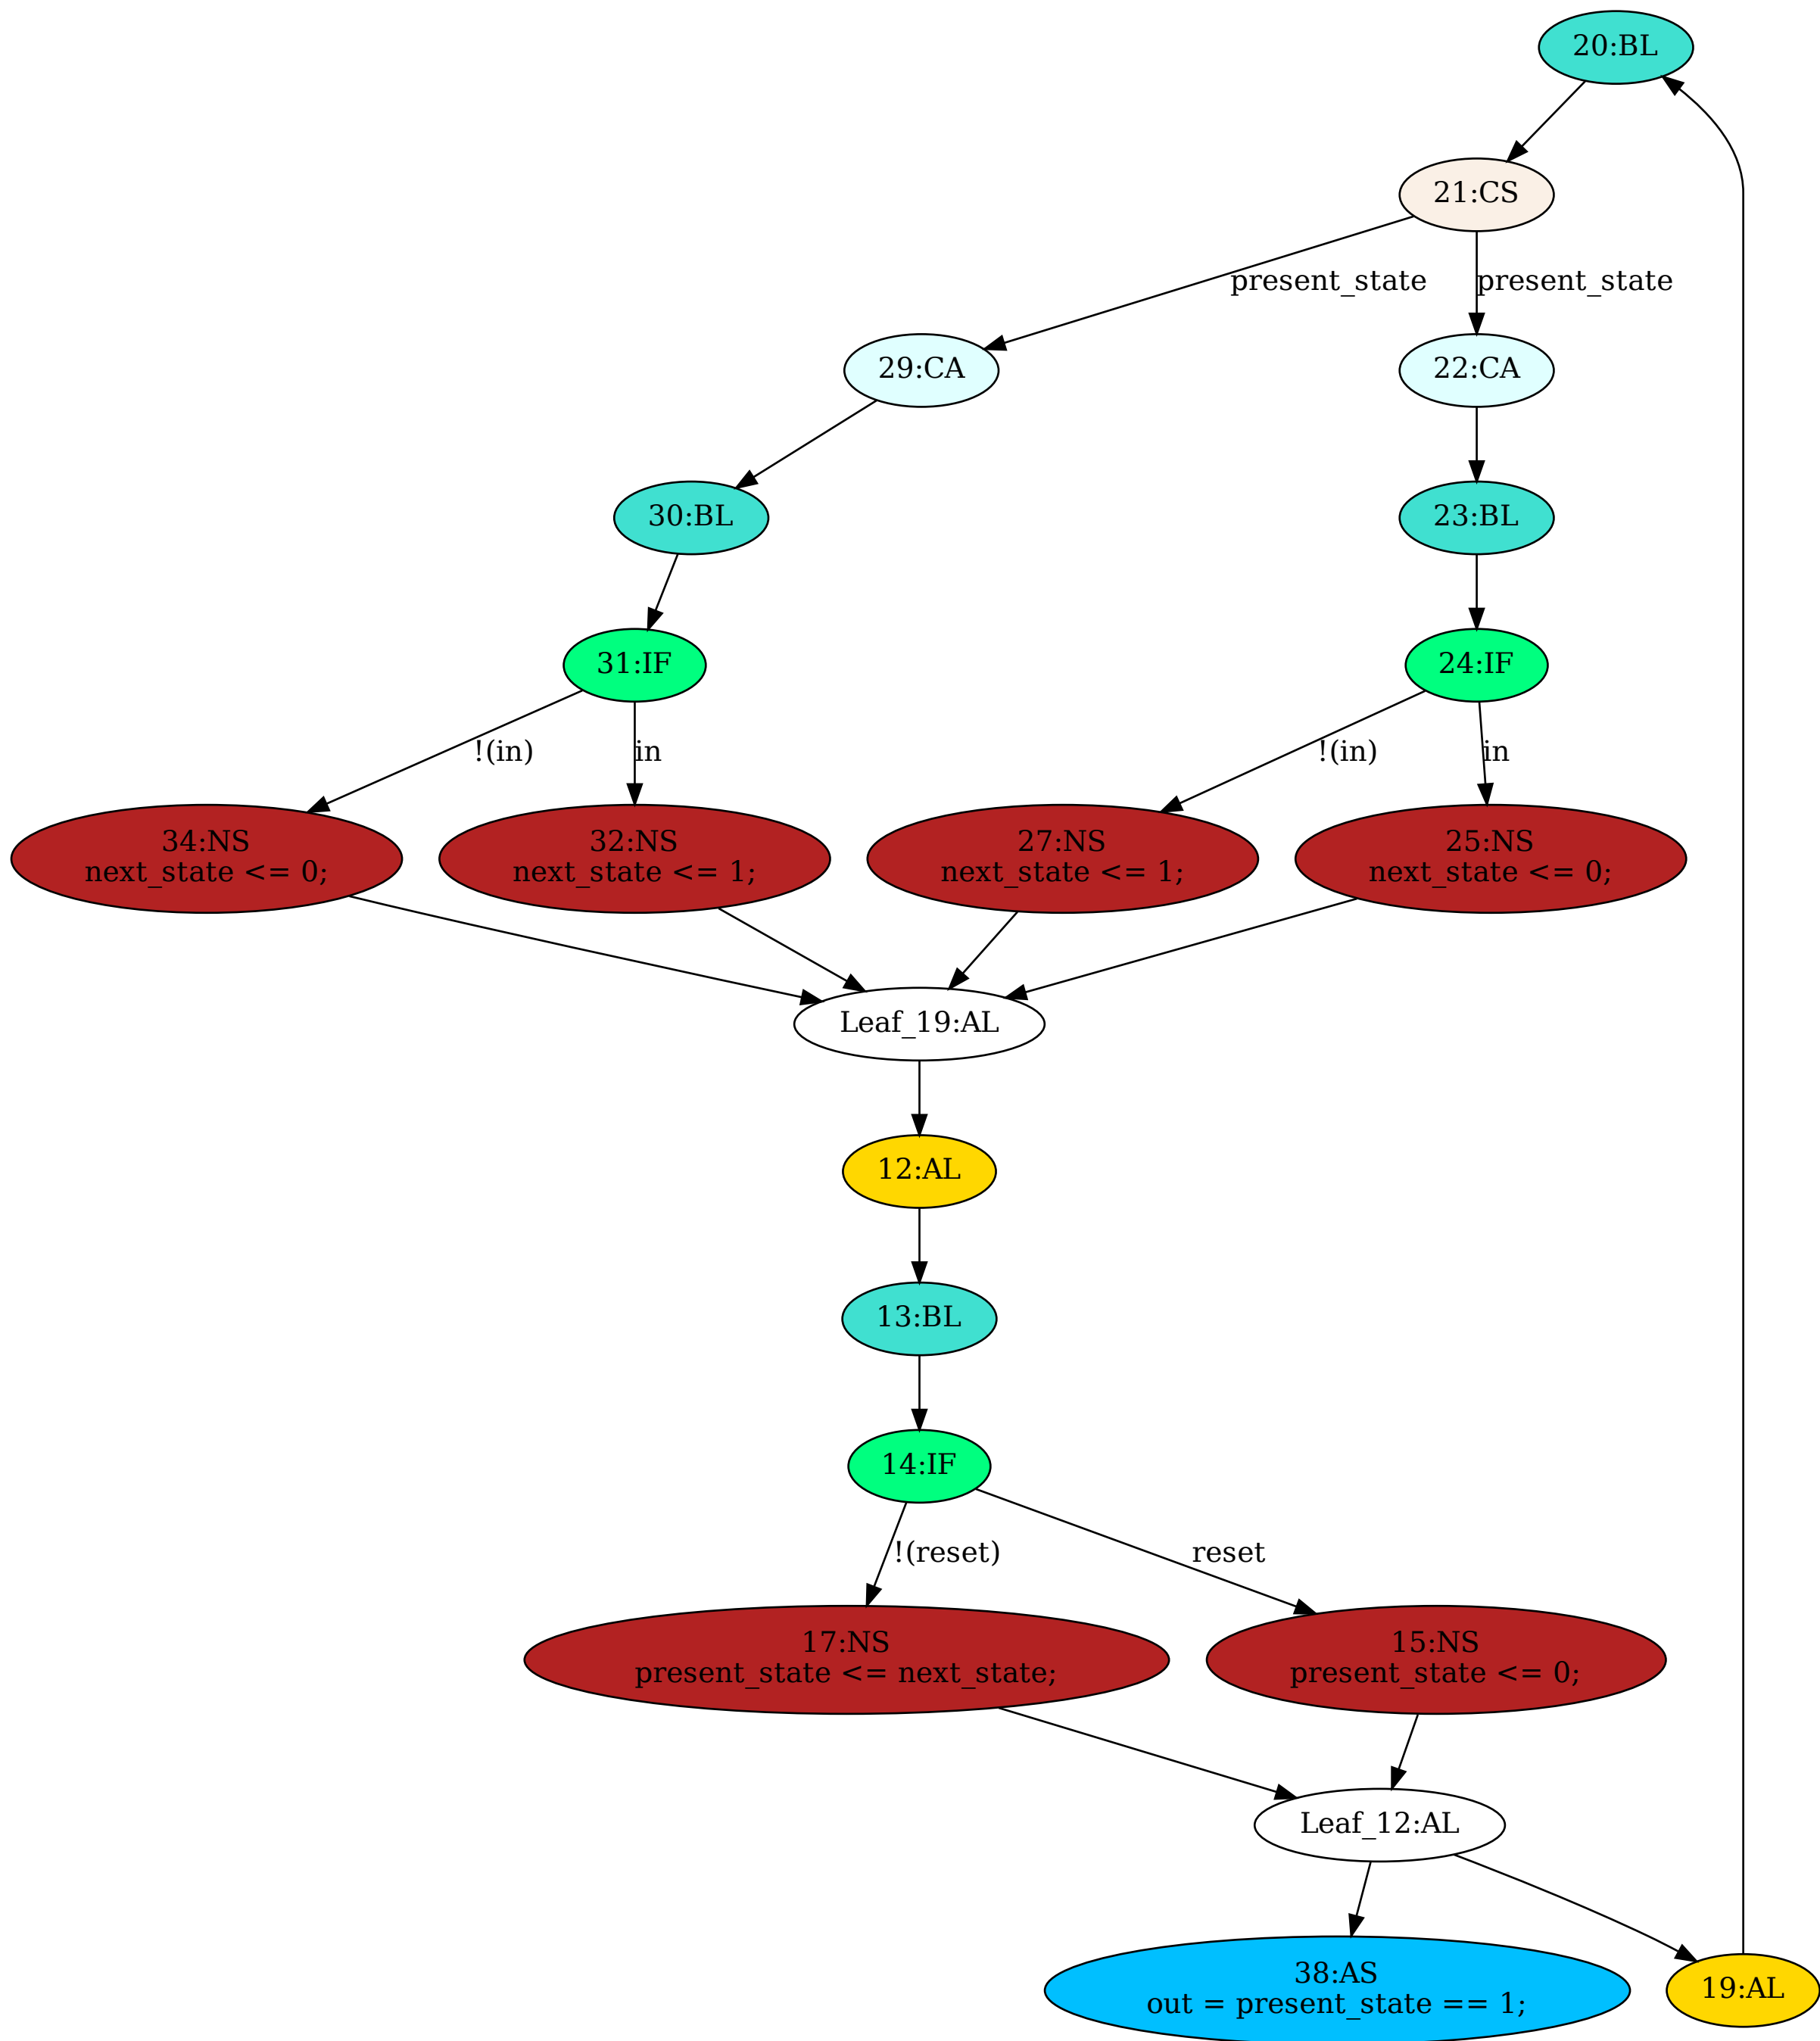 20:BL
21:CS
present_state
present_state
29:CA
22:CA
30:BL
23:BL
31:IF
24:IF
!(in)
in
!(in)
in
34:NS
next_state <= 0;
32:NS
next_state <= 1;
27:NS
next_state <= 1;
25:NS
next_state <= 0;
Leaf_19:AL
12:AL
13:BL
14:IF
!(reset)
reset
17:NS
present_state <= next_state;
15:NS
present_state <= 0;
Leaf_12:AL
38:AS
out = present_state == 1;
19:AL